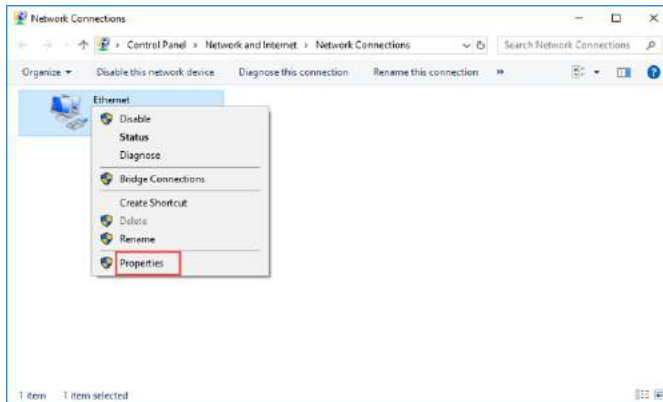 Network Connections
Control Panel › Network and Internet › Network Connections
Search Network Connections
Organize
Disable this network device
Diagnose this connection
Rename this connection
»
Ethernet
Disable
Status
Diagnose
Bridge Connections
Create Shortcut
Delete
Rename
Properties
1 item
1 item selected